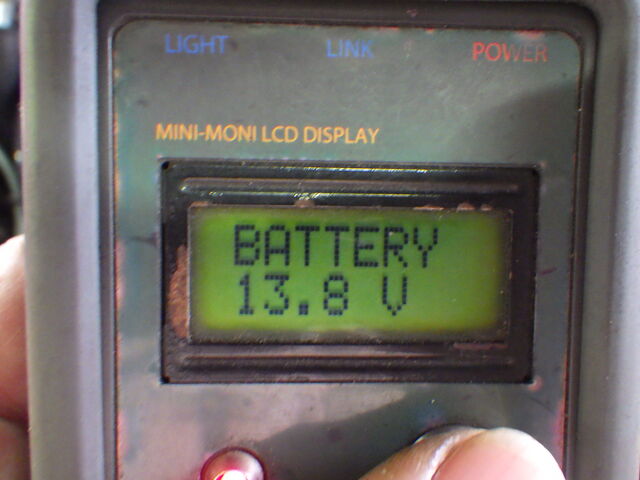 LIGHT LINK POWER
MINI-MONI LCD DISPLAY
BATTERY
13.8 V